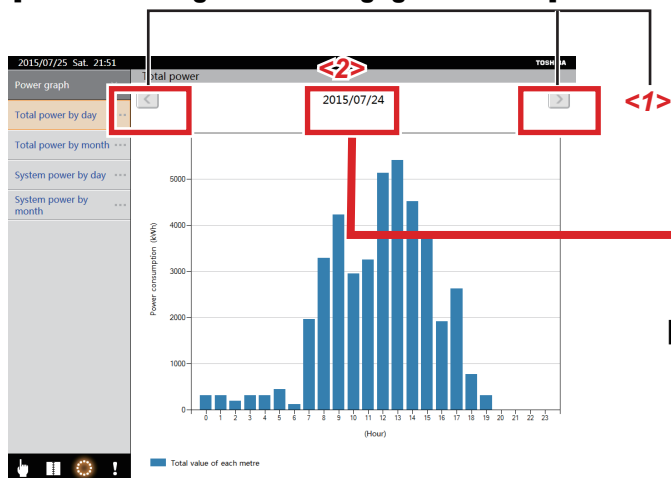 2015/07/25 Sat. 21:51
<2>
Power graph
Total power
2015/07/24
<1>
Total power by day
Total power by month
System power by day
System power by
month
Power consumption (kWh)
5000
4000
3000
2000
1000
0
0 1 2 3 4 5 6 7 8 9 10 11 12 13 14 15 16 17 18 19 20 21 22 23
(Hour)
Total value of each metre